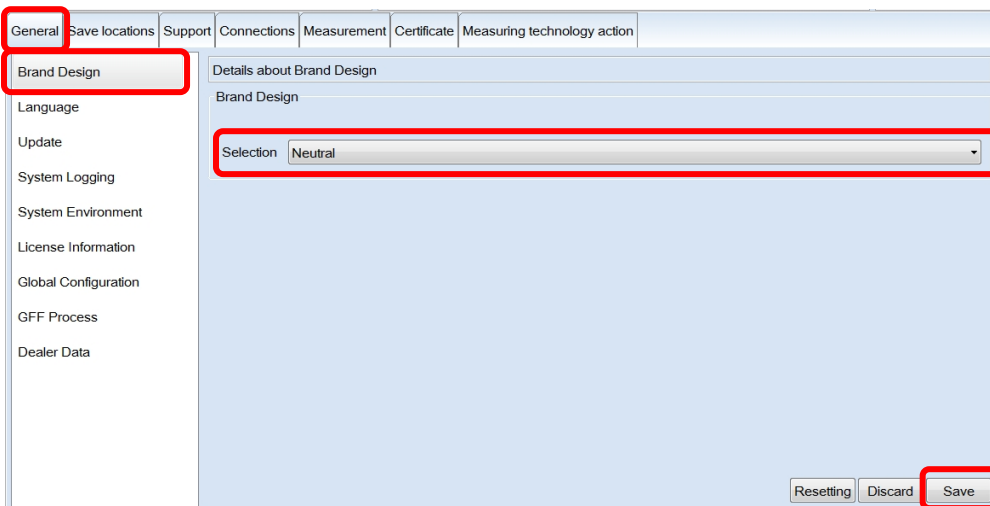 General Save locations Support Connections Measurement Certificate Measuring technology action
Brand Design
Language
Update
System Logging
System Environment
License Information
Global Configuration
GFF Process
Dealer Data
Details about Brand Design
Brand Design
Selection Neutral
Resetting Discard Save